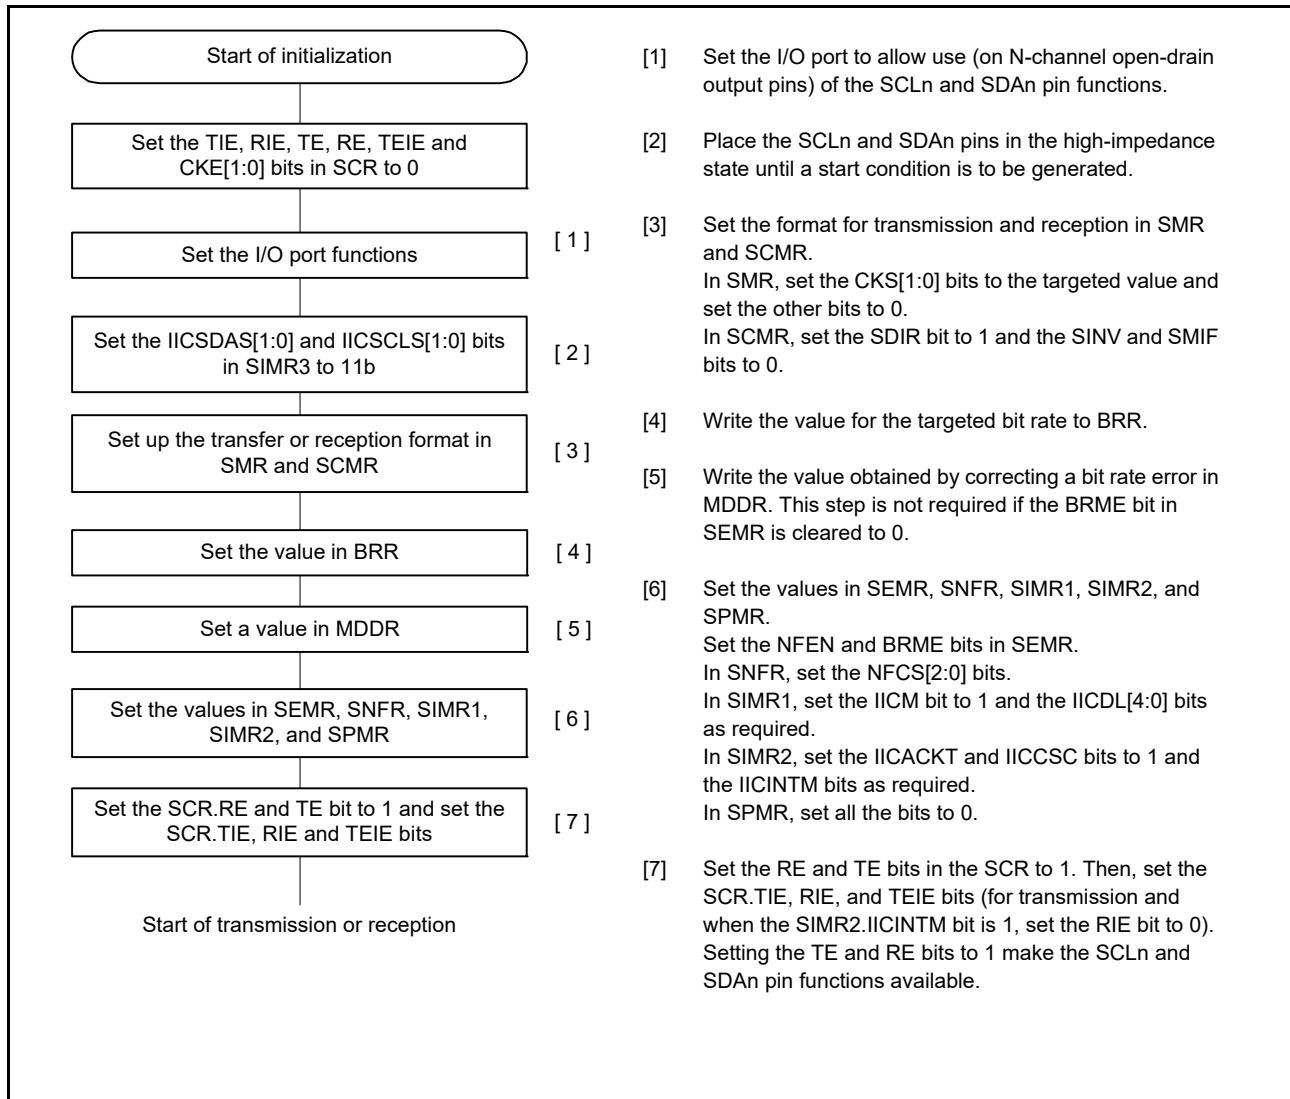 Start of initialization
Set the TIE, RIE, TE, RE, TEIE and
CKE[1:0] bits in SCR to 0
Set the I/O port functions
[ 1 ]
Set the IICSDAS[1:0] and IICSCLS[1:0] bits
in SIMR3 to 11b
[ 2 ]
Set up the transfer or reception format in
SMR and SCMR
[ 3 ]
Set the value in BRR
[ 4 ]
Set a value in MDDR
[ 5 ]
Set the values in SEMR, SNFR, SIMR1,
SIMR2, and SPMR
[ 6 ]
Set the SCR.RE and TE bit to 1 and set the
SCR.TIE, RIE and TEIE bits
[ 7 ]
Start of transmission or reception
[1] Set the I/O port to allow use (on N-channel open-drain
output pins) of the SCLn and SDAn pin functions.
[2] Place the SCLn and SDAn pins in the high-impedance
state until a start condition is to be generated.
[3] Set the format for transmission and reception in SMR
and SCMR.
In SMR, set the CKS[1:0] bits to the targeted value and
set the other bits to 0.
In SCMR, set the SDIR bit to 1 and the SINV and SMIF
bits to 0.
[4] Write the value for the targeted bit rate to BRR.
[5] Write the value obtained by correcting a bit rate error in
MDDR. This step is not required if the BRME bit in
SEMR is cleared to 0.
[6] Set the values in SEMR, SNFR, SIMR1, SIMR2, and
SPMR.
Set the NFEN and BRME bits in SEMR.
In SNFR, set the NFCS[2:0] bits.
In SIMR1, set the IICM bit to 1 and the IICDL[4:0] bits
as required.
In SIMR2, set the IICACKT and IICCSC bits to 1 and
the IICINTM bits as required.
In SPMR, set all the bits to 0.
[7] Set the RE and TE bits in the SCR to 1. Then, set the
SCR.TIE, RIE, and TEIE bits (for transmission and
when the SIMR2.IICINTM bit is 1, set the RIE bit to 0).
Setting the TE and RE bits to 1 make the SCLn and
SDAn pin functions available.